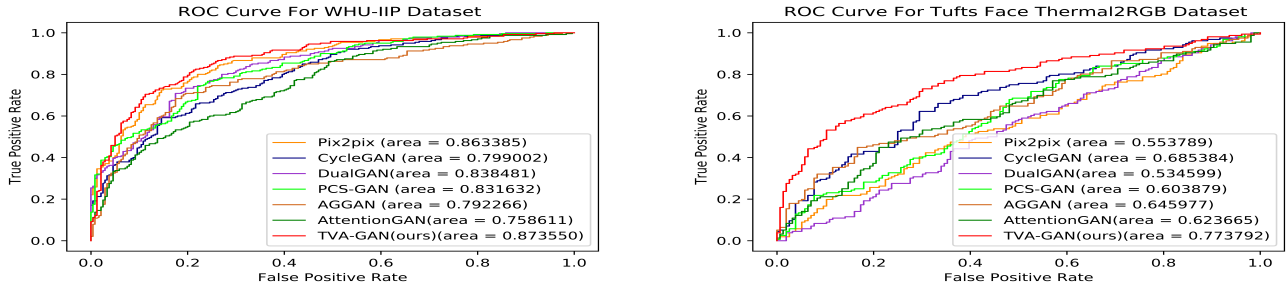 ROC Curve For WHU-IIP Dataset
True Positive Rate
1.0
0.8
0.6
0.4
0.2
0.0
Pix2pix (area = 0.863385)
CycleGAN (area = 0.799002)
DualGAN(area = 0.838481)
PCS-GAN (area = 0.831632)
AGGAN (area = 0.792266)
AttentionGAN(area = 0.758611)
TVA-GAN(ours)(area = 0.873550)
0.0 0.2 0.4 0.6 0.8 1.0
False Positive Rate
ROC Curve For Tufts Face Thermal2RGB Dataset
True Positive Rate
1.0
0.8
0.6
0.4
0.2
0.0
Pix2pix (area = 0.553789)
CycleGAN (area = 0.685384)
DualGAN(area = 0.534599)
PCS-GAN (area = 0.603879)
AGGAN (area = 0.645977)
AttentionGAN(area = 0.623665)
TVA-GAN(ours)(area = 0.773792)
0.0 0.2 0.4 0.6 0.8 1.0
False Positive Rate